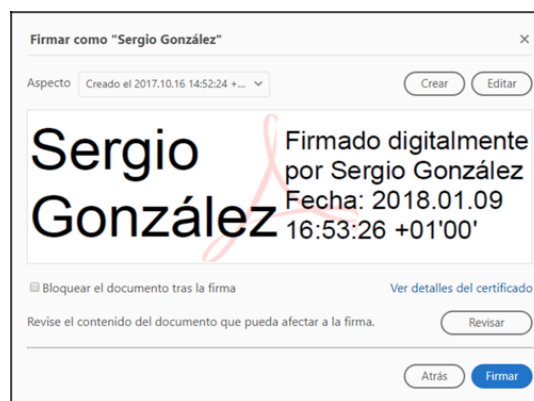 Firmar como "Sergio González"
Aspecto Creado el 2017.10.16 14:52:24 +... Crear Editar
Sergio
González
Firmado digitalmente
por Sergio González
Fecha: 2018.01.09
16:53:26 +01'00'
Bloquear el documento tras la firma Ver detalles del certificado
Revise el contenido del documento que pueda afectar a la firma. Revisar
Atrás Firmar